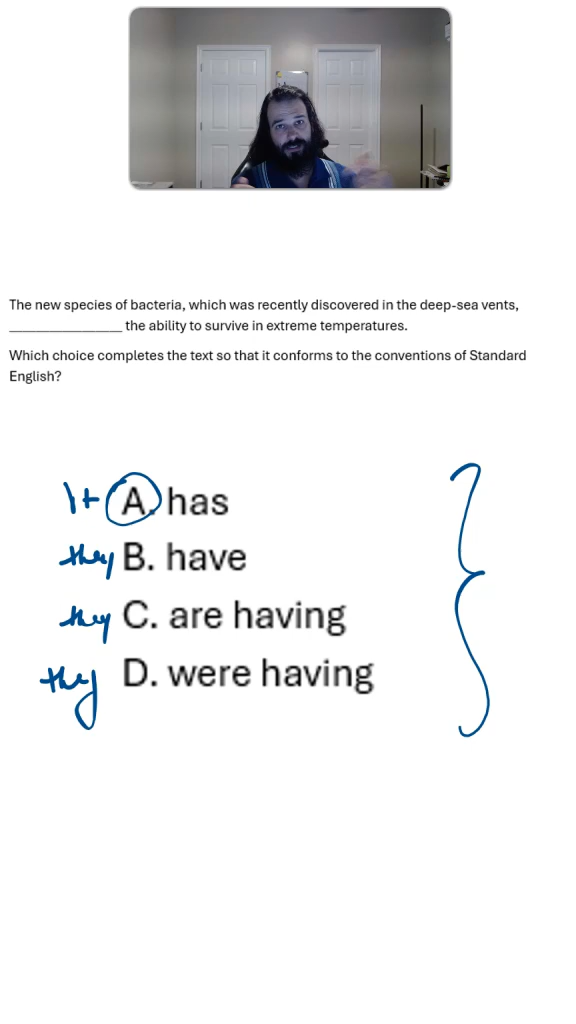 The new species of bacteria, which was recently discovered in the deep-sea vents,
________________ the ability to survive in extreme temperatures.
Which choice completes the text so that it conforms to the conventions of Standard
English?
It A. has
they B. have
they C. are having
they D. were having